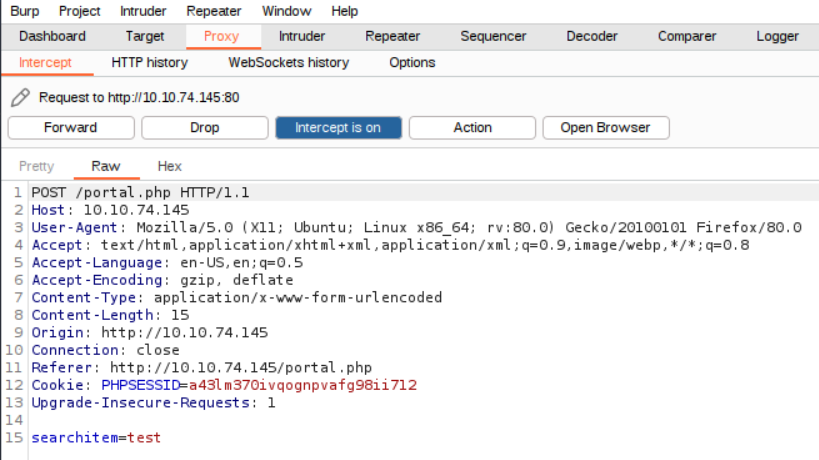 Burp Project Intruder Repeater Window Help
Dashboard Target Proxy Intruder Repeater Sequencer Decoder Comparer Logger
Intercept HTTP history WebSockets history Options
Request to http://10.10.74.145:80
Forward Drop Intercept is on Action Open Browser
Pretty Raw Hex
1 POST /portal.php HTTP/1.1
2 Host: 10.10.74.145
3 User-Agent: Mozilla/5.0 (X11; Ubuntu; Linux x86_64; rv:80.0) Gecko/20100101 Firefox/80.0
4 Accept: text/html,application/xhtml+xml,application/xml;q=0.9,image/webp,*/*;q=0.8
5 Accept-Language: en-US,en;q=0.5
6 Accept-Encoding: gzip, deflate
7 Content-Type: application/x-www-form-urlencoded
8 Content-Length: 15
9 Origin: http://10.10.74.145
10 Connection: close
11 Referer: http://10.10.74.145/portal.php
12 Cookie: PHPSESSID=a43lm370ivqognpvafg98ii712
13 Upgrade-Insecure-Requests: 1
14
15 searchitem=test